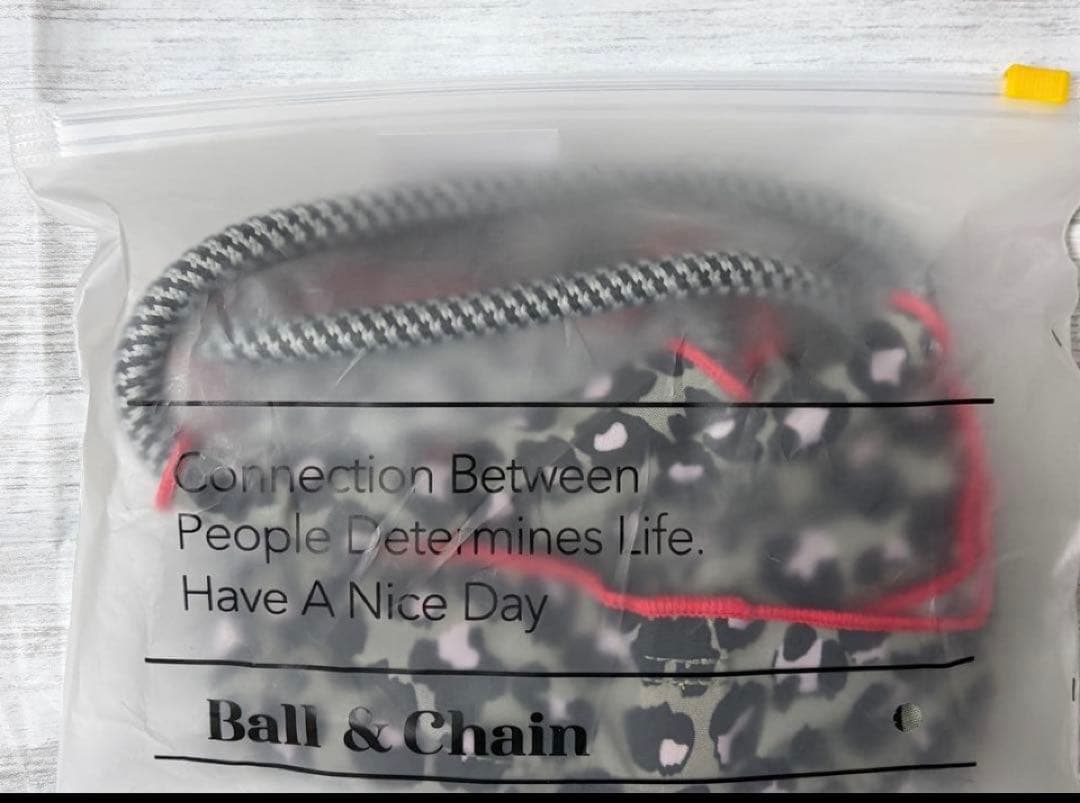 Connection Between
People Determines Life.
Have A Nice Day
Ball & Chain